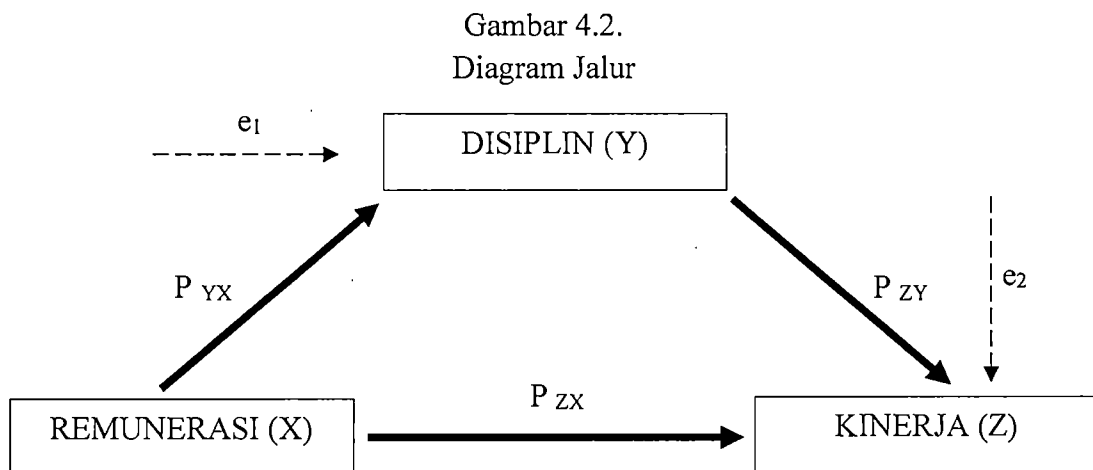 Gambar 4.2.
Diagram Jalur
e1
DISIPLIN (Y)
P YX
P ZY
e2
P ZX
REMUNERASI (X)
KINERJA (Z)